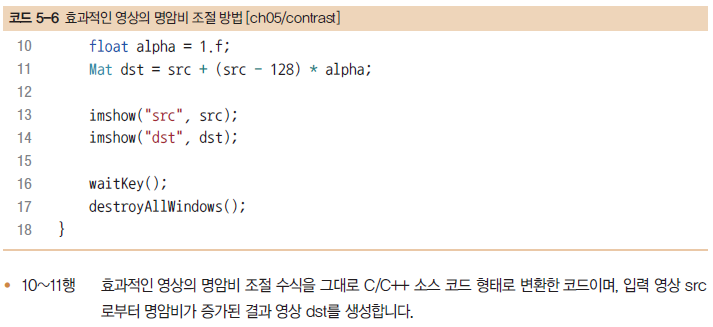 코드 5-6 효과적인 영상의 명암비 조절 방법 [ch05/contrast]
10 float alpha = 1.f;
11 Mat dst = src + (src - 128) * alpha;
12
13 imshow("src", src);
14 imshow("dst", dst);
15
16 waitKey();
17 destroyAllWindows();
18 }
• 10~11행 효과적인 영상의 명암비 조절 수식을 그대로 C/C++ 소스 코드 형태로 변환한 코드이며, 입력 영상 src
로부터 명암비가 증가된 결과 영상 dst를 생성합니다.